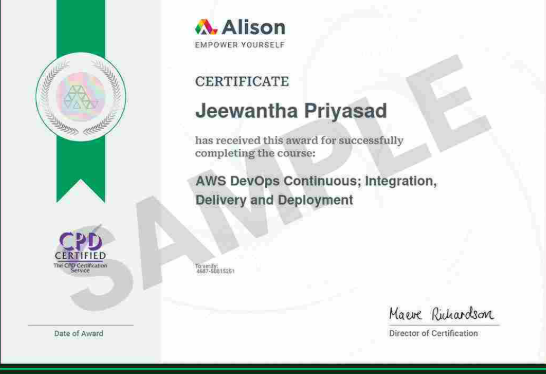 Alison
EMPOWER YOURSELF
CERTIFICATE
Jeewantha Priyasad
has received this award for successfully
completing the course:
AWS DevOps Continuous; Integration,
Delivery and Deployment
SAMPLE
CPD
CERTIFIED
The CPD Certification
Service
To verify:
Maeve Richardson
Date of Award
Director of Certification